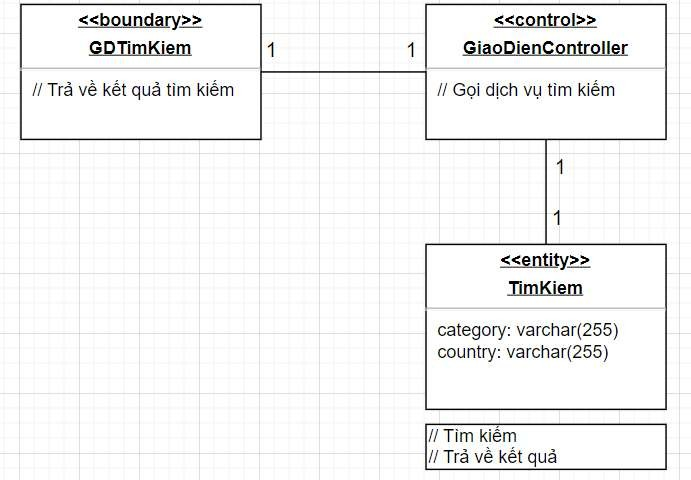 <<boundary>>
GDTimKiem
// Trả về kết quả tìm kiếm
1
1
<<control>>
GiaoDienController
// Gọi dịch vụ tìm kiếm
1
1
<<entity>>
TimKiem
category: varchar(255)
country: varchar(255)
// Tìm kiếm
// Trả về kết quả